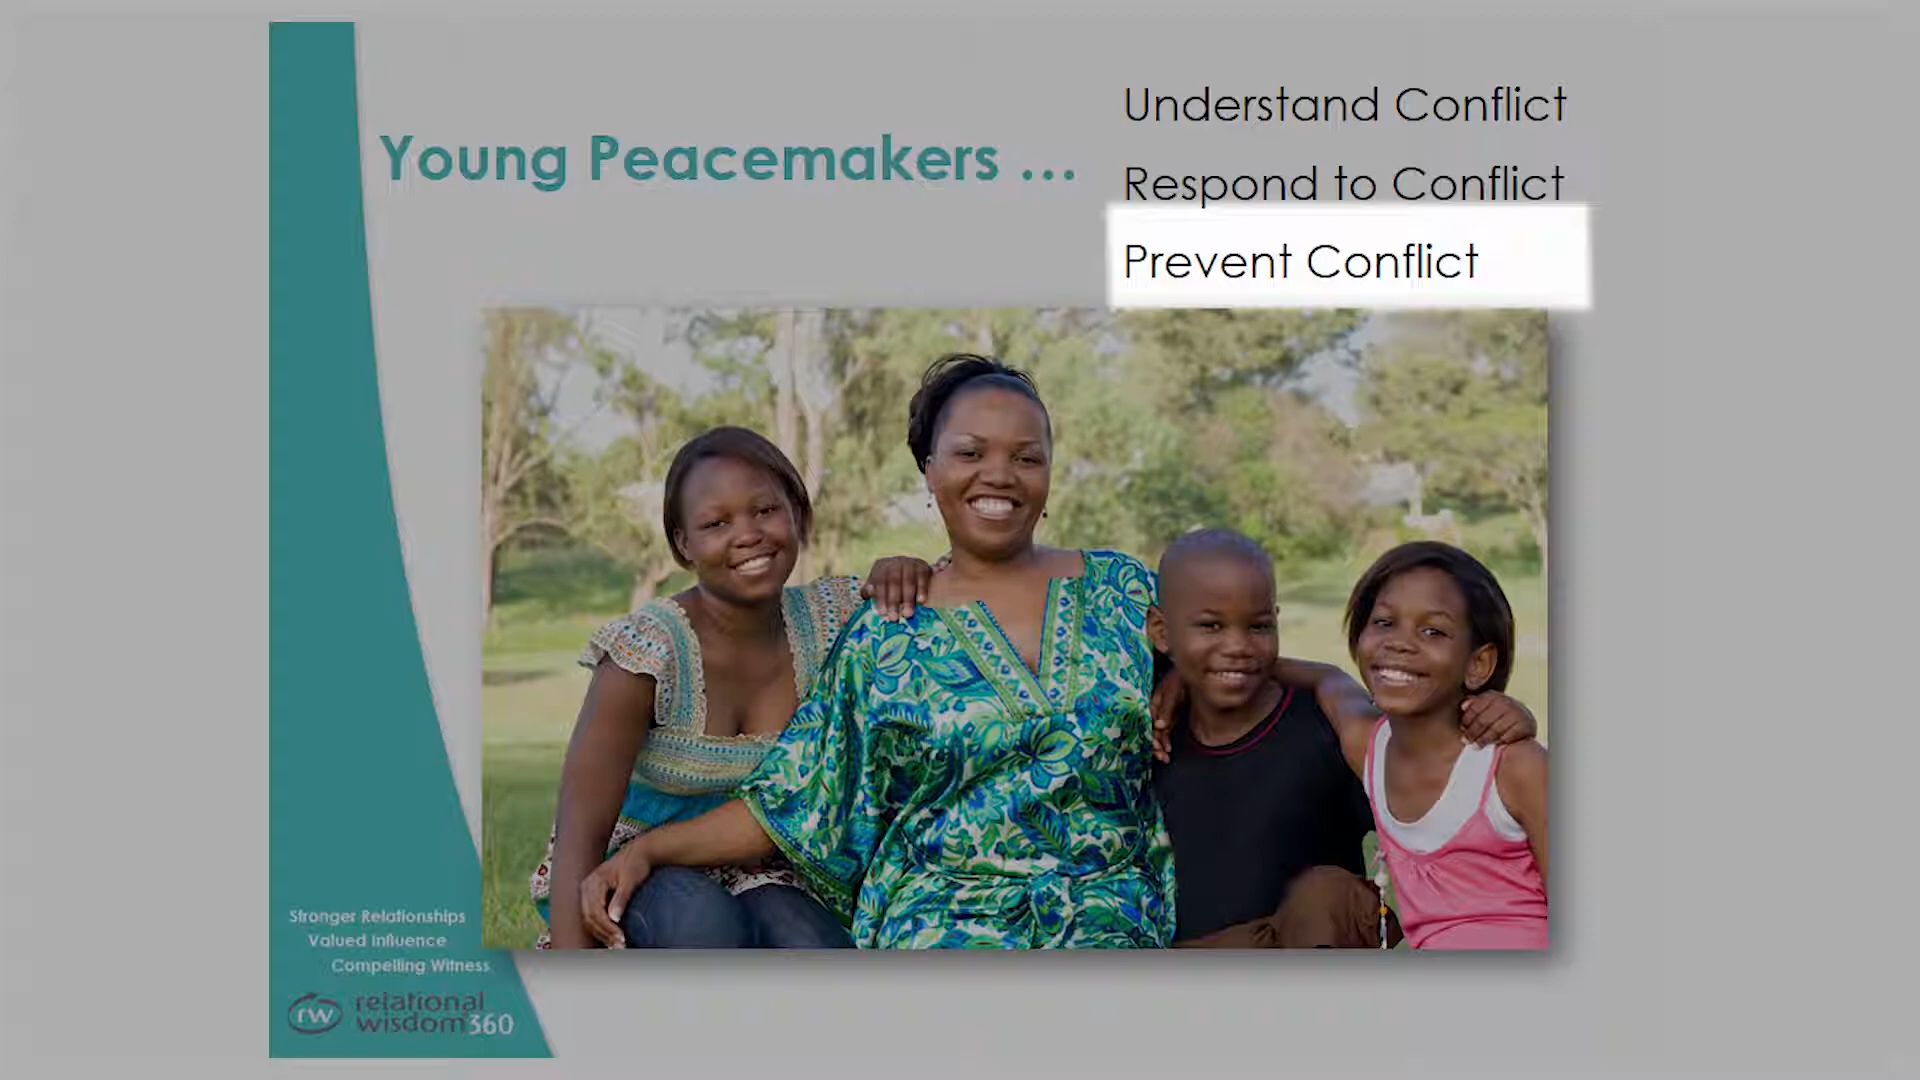 Young Peacemakers ...
Understand Conflict
Respond to Conflict
Prevent Conflict
Stronger Relationships
Valued Influence
Compelling Witness
rw relational
wisdom360